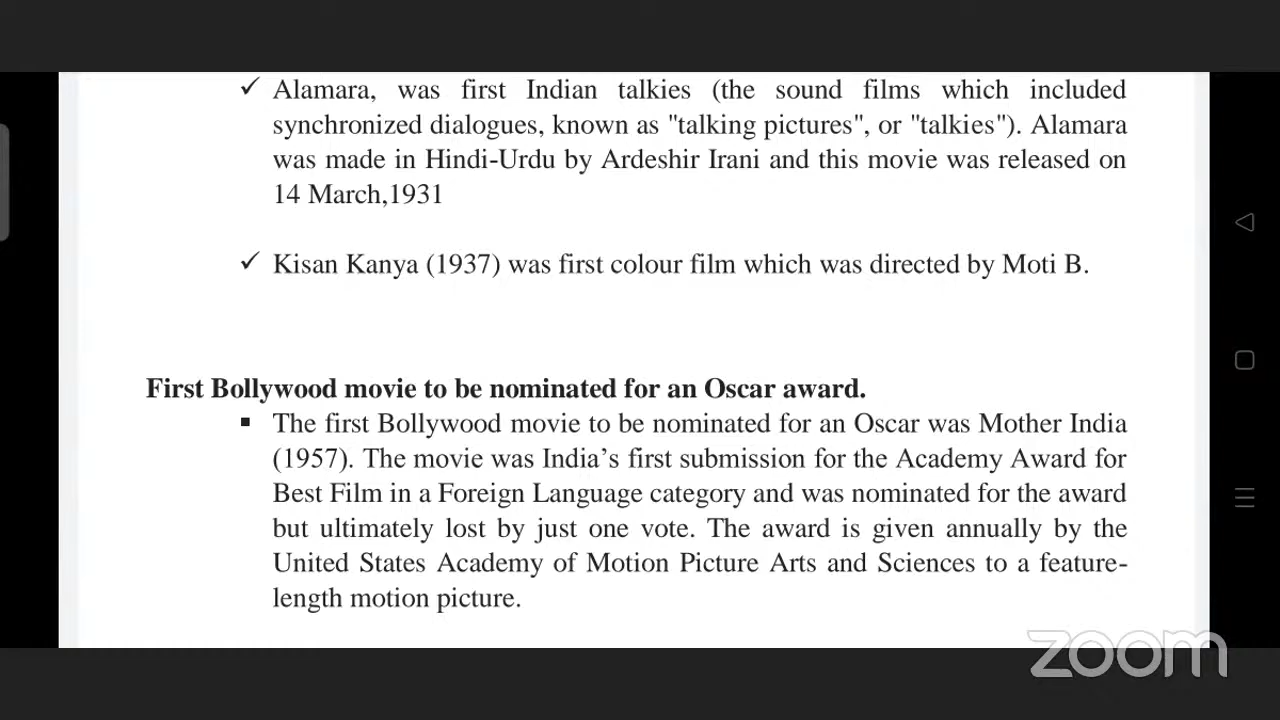 ✓ Alamara, was first Indian talkies (the sound films which included
synchronized dialogues, known as "talking pictures", or "talkies"). Alamara
was made in Hindi-Urdu by Ardeshir Irani and this movie was released on
14 March,1931
✓ Kisan Kanya (1937) was first colour film which was directed by Moti B.
First Bollywood movie to be nominated for an Oscar award.
▪ The first Bollywood movie to be nominated for an Oscar was Mother India
(1957). The movie was India’s first submission for the Academy Award for
Best Film in a Foreign Language category and was nominated for the award
but ultimately lost by just one vote. The award is given annually by the
United States Academy of Motion Picture Arts and Sciences to a feature-
length motion picture.
zoom